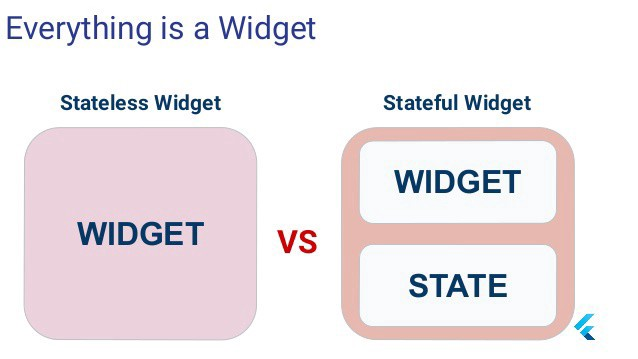 Everything is a Widget
Stateless Widget
WIDGET
VS
Stateful Widget
WIDGET
STATE